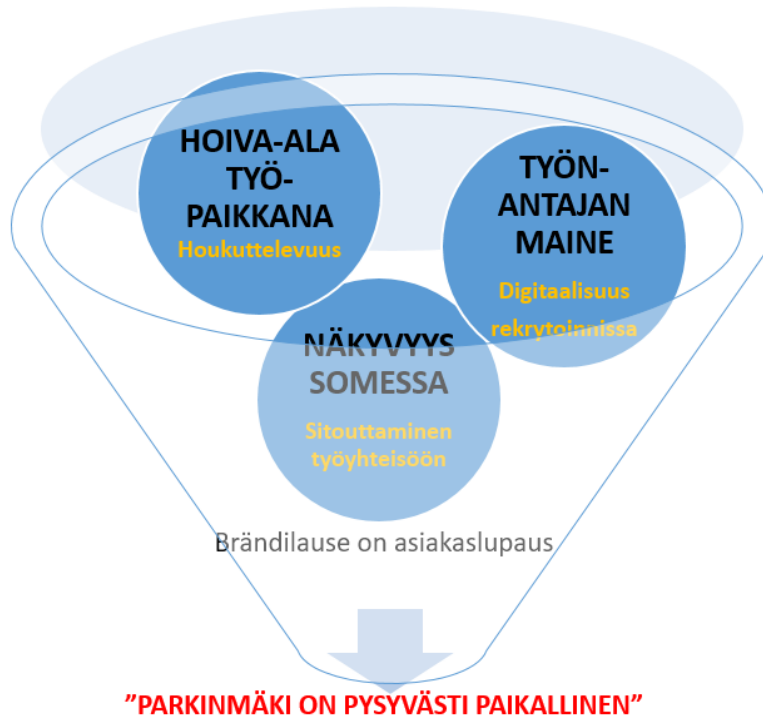 HOIVA-ALA
TYÖ-
PAIKKANA
Houkuttelevuus
TYÖN-
ANTAJAN
MAINE
Digitaalisuus
rekrytoinnissa
NÄKYVYYS
SOMESSA
Sitouttaminen
työyhteisöön
Brändilause on asiakaslupaus
”PARKINMÄKI ON PYSYVÄSTI PAIKALLINEN”